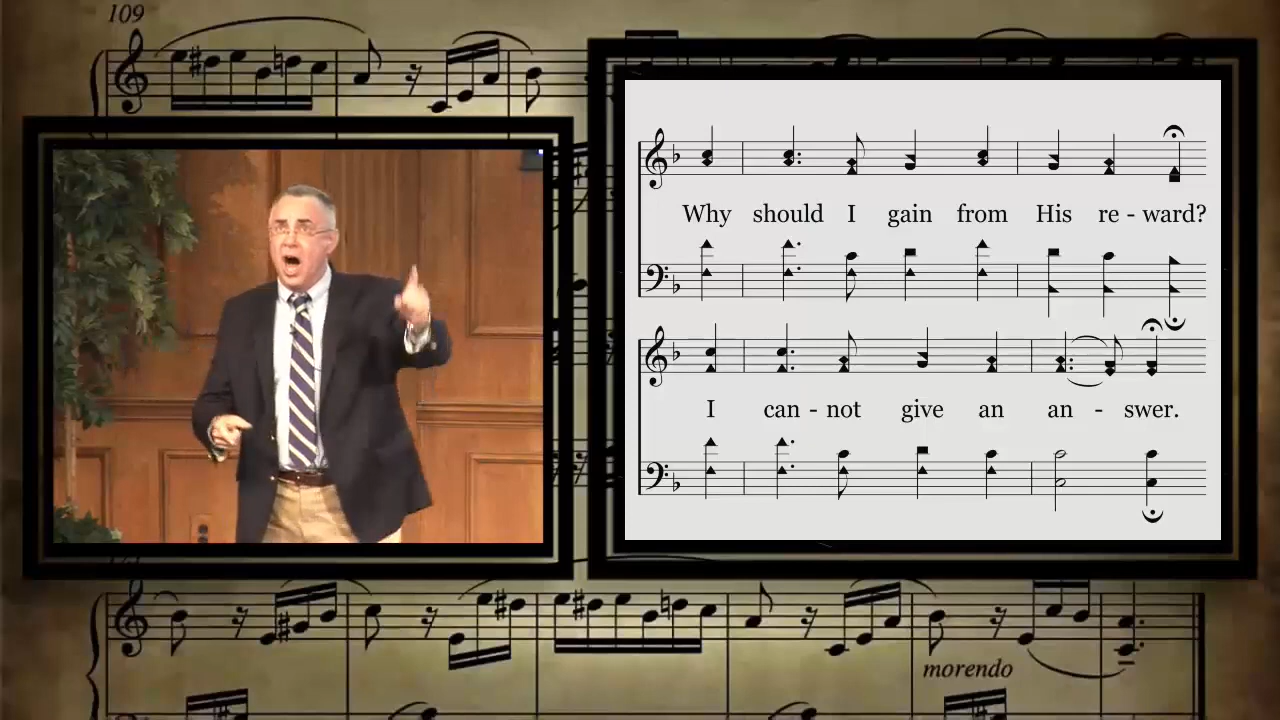 109
Why should I gain from His re - ward?
I can - not give an an - swer.
morendo